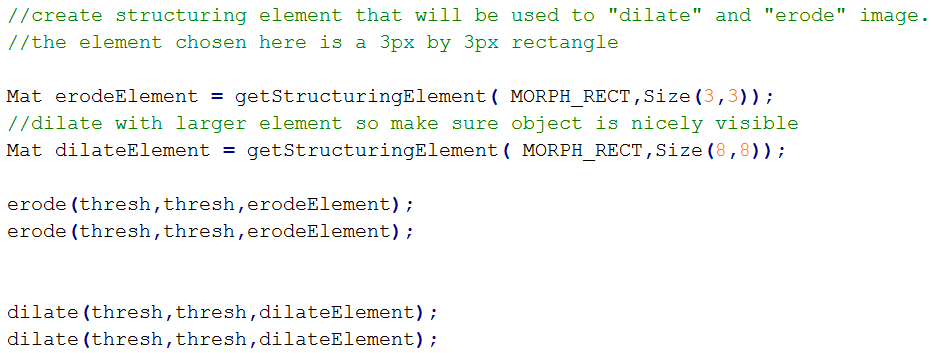 //create structuring element that will be used to "dilate" and "erode" image.
//the element chosen here is a 3px by 3px rectangle
Mat erodeElement = getStructuringElement( MORPH_RECT,Size(3,3));
//dilate with larger element so make sure object is nicely visible
Mat dilateElement = getStructuringElement( MORPH_RECT,Size(8,8));
erode(thresh,thresh,erodeElement);
erode(thresh,thresh,erodeElement);
dilate(thresh,thresh,dilateElement);
dilate(thresh,thresh,dilateElement);